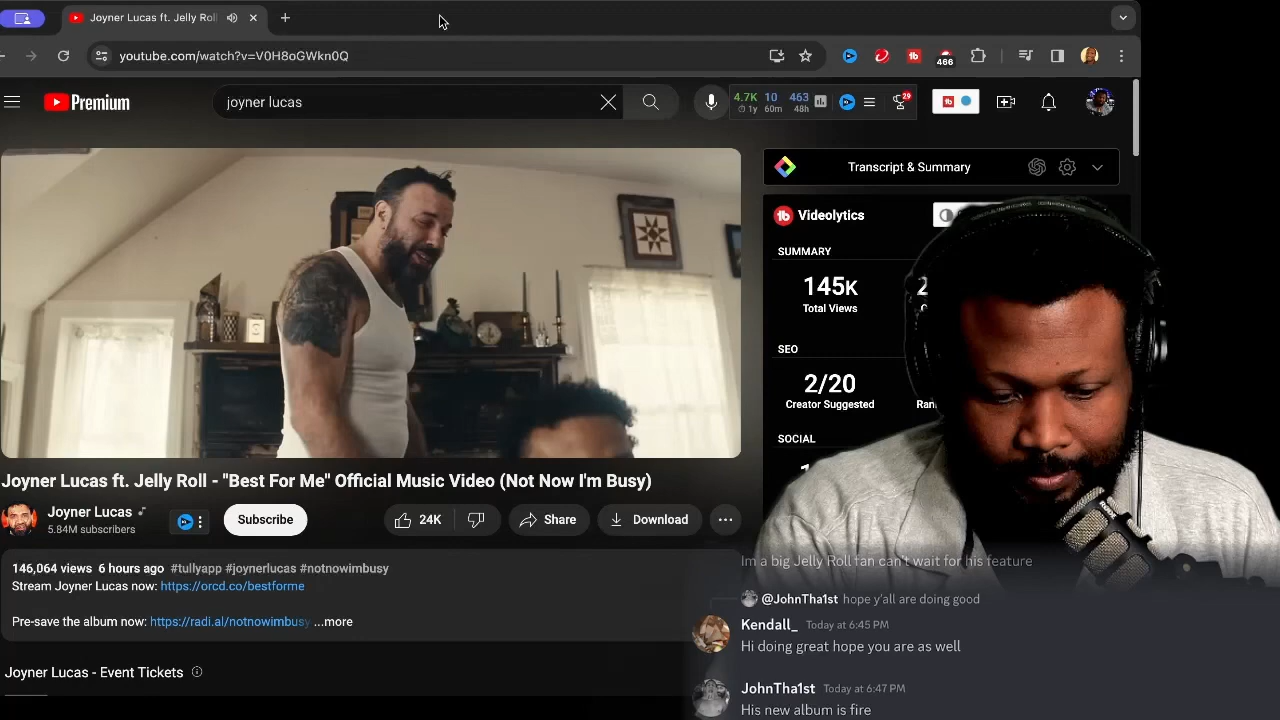 Joyner Lucas ft. Jelly Roll
youtube.com/watch?v=V0H8oGWkn0Q
466
Premium
joyner lucas
4.7K 10 463
1y 60m 48h
29
Transcript & Summary
Videolytics
SUMMARY
145K
Total Views
SEO
2/20
Creator Suggested
SOCIAL
Joyner Lucas ft. Jelly Roll - "Best For Me" Official Music Video (Not Now I'm Busy)
Joyner Lucas
5.84M subscribers
Subscribe
24K
Share
Download
146,064 views 6 hours ago #tullyapp #joynerlucas #notnowimbusy
Stream Joyner Lucas now: https://orcd.co/bestforme
Pre-save the album now: https://radi.al/notnowimbusy ...more
Joyner Lucas - Event Tickets
Im a big Jelly Roll fan can't wait for his feature
@JohnTha1st hope y'all are doing good
Kendall_ Today at 6:45 PM
Hi doing great hope you are as well
JohnTha1st Today at 6:47 PM
His new album is fire